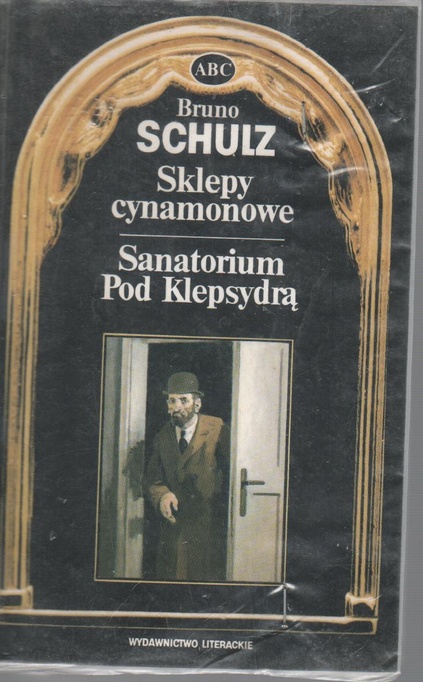 ABC
Bruno
SCHULZ
Sklepy
cynamonowe
Sanatorium
Pod Klepsydrą
WYDAWNICTWO LITERACKIE